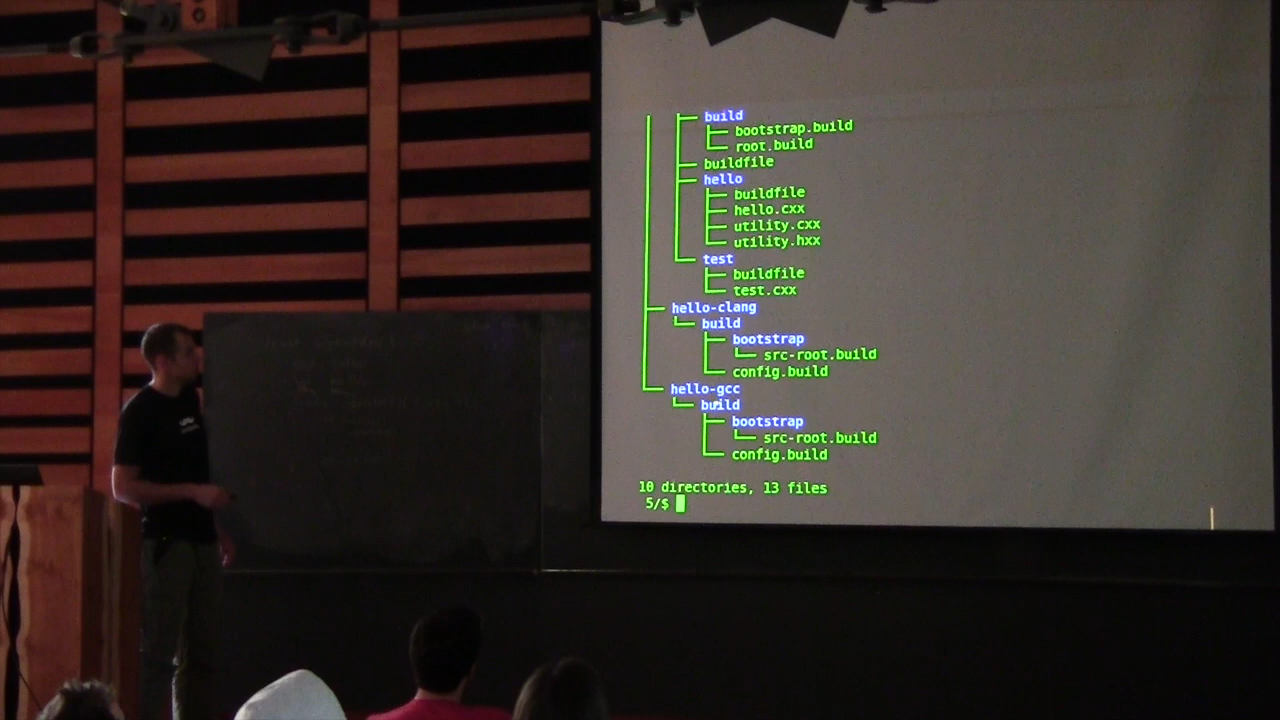 build
bootstrap.build
root.build
buildfile
hello
buildfile
hello.cxx
utility.cxx
utility.hxx
test
buildfile
test.cxx
hello-clang
build
bootstrap
src-root.build
config.build
hello-gcc
build
bootstrap
src-root.build
config.build
10 directories, 13 files
5/$